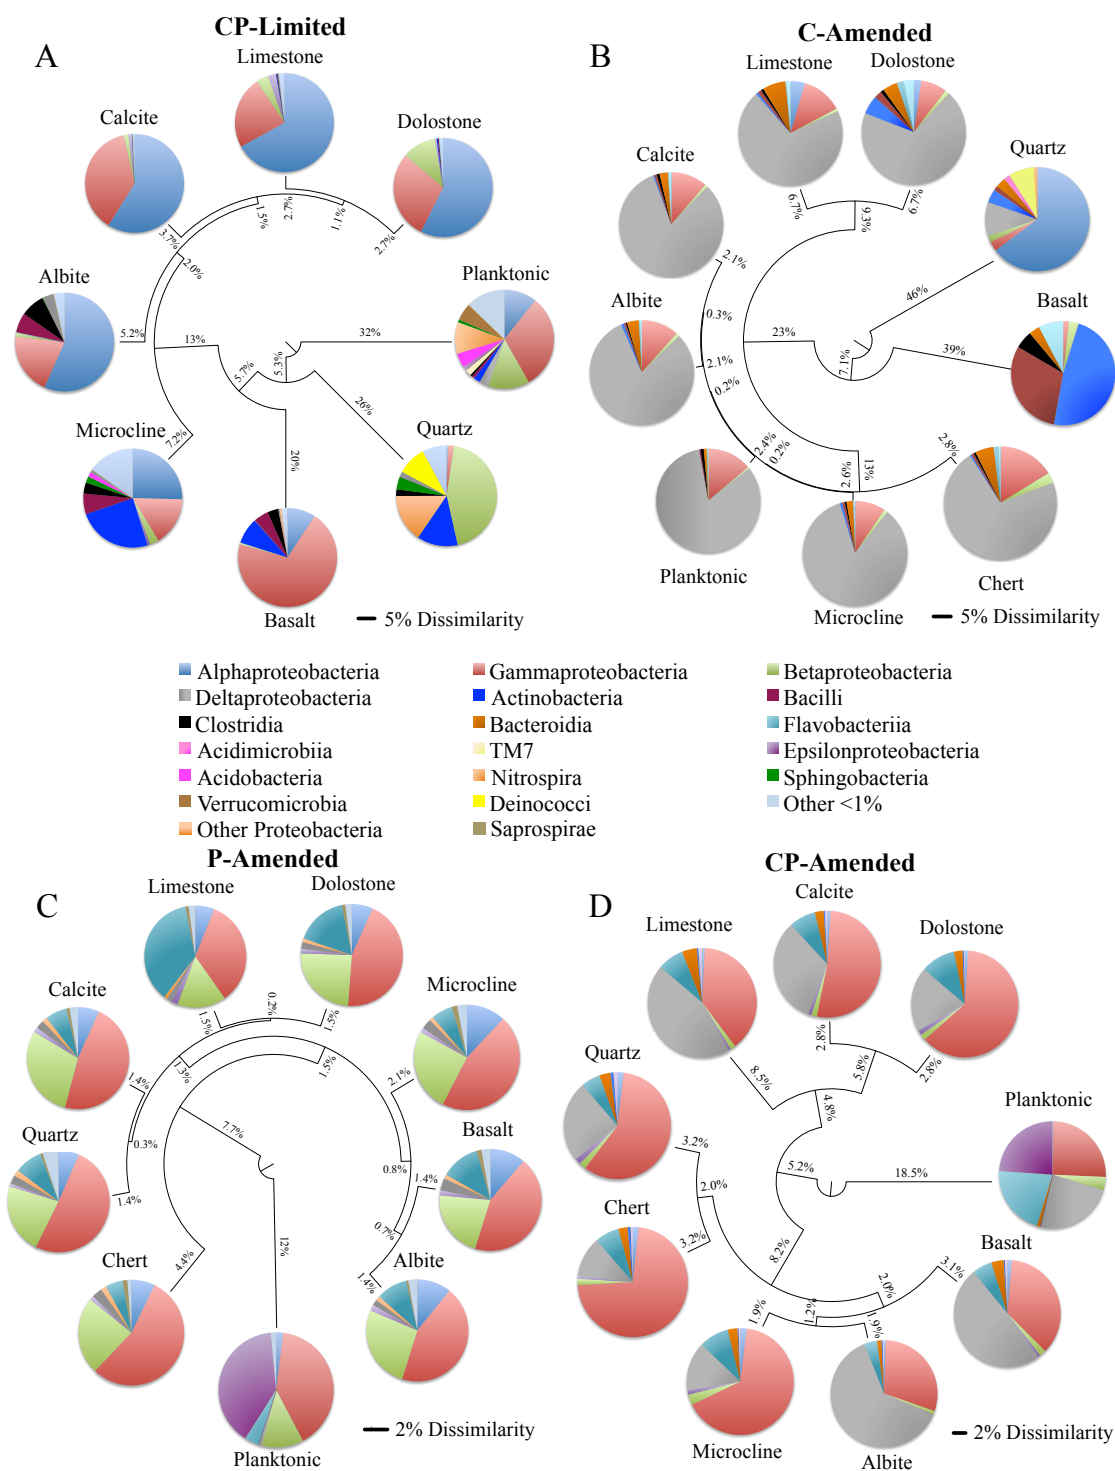 CP-Limited
A
Limestone
Calcite
Dolostone
3.7%
1.5%
2.7%
1.1%
2.7%
2.0%
Albite
Planktonic
5.2%
13%
32%
5.7%
5.3%
26%
Microcline
7.2%
Quartz
20%
Basalt
5% Dissimilarity
C-Amended
B
Limestone
Dolostone
Calcite
Quartz
6.7%
9.3%
6.7%
2.1%
46%
Albite
0.3%
Basalt
23%
39%
7.1%
2.1%
0.2%
2.4%
0.2%
2.6%
13%
2.8%
Planktonic
Chert
Microcline
5% Dissimilarity
Alphaproteobacteria
Gammaproteobacteria
Betaproteobacteria
Deltaproteobacteria
Actinobacteria
Bacilli
Clostridia
Bacteroidia
Flavobacteriia
Acidimicrobiia
TM7
Epsilonproteobacteria
Acidobacteria
Nitrospira
Sphingobacteria
Verrucomicrobia
Deinococci
Other <1%
Other Proteobacteria
Saprospirae
P-Amended
C
Limestone
Dolostone
Calcite
Microcline
1.5%
0.2%
1.5%
1.4%
1.3%
1.5%
2.1%
Quartz
7.7%
Basalt
0.3%
0.8%
1.4%
1.4%
0.7%
Chert
4.4%
12%
1.4%
Albite
Planktonic
2% Dissimilarity
CP-Amended
D
Calcite
Limestone
Dolostone
2.8%
5.8%
2.8%
8.5%
4.8%
Quartz
Planktonic
3.2%
5.2%
18.5%
2.0%
Chert
3.2%
8.2%
Basalt
2.0%
3.1%
1.9%
1.2%
1.9%
Microcline
Albite
2% Dissimilarity